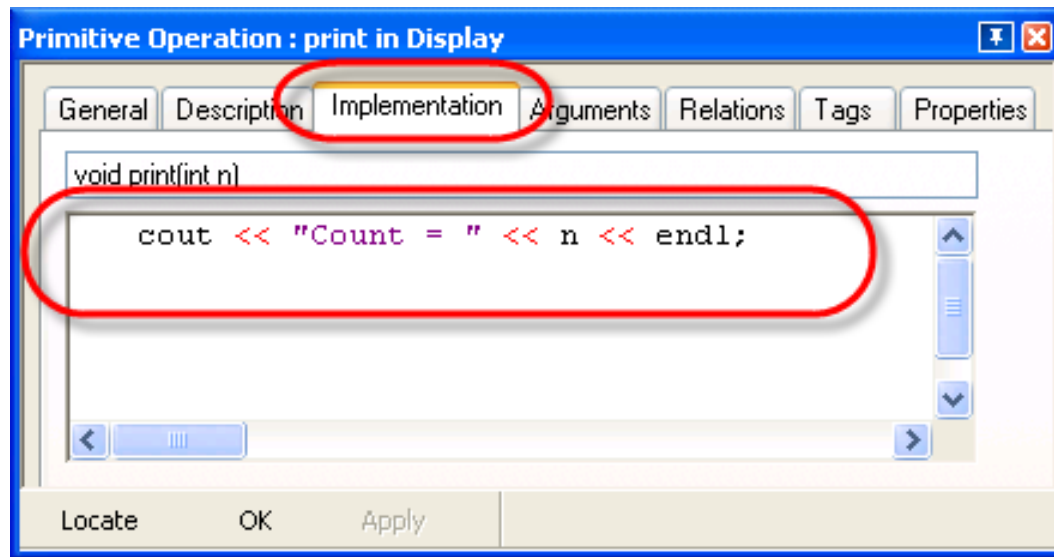 Primitive Operation : print in Display
General Description Implementation Arguments Relations Tags Properties
void print(int n)
cout << "Count = " << n << endl;
Locate OK Apply